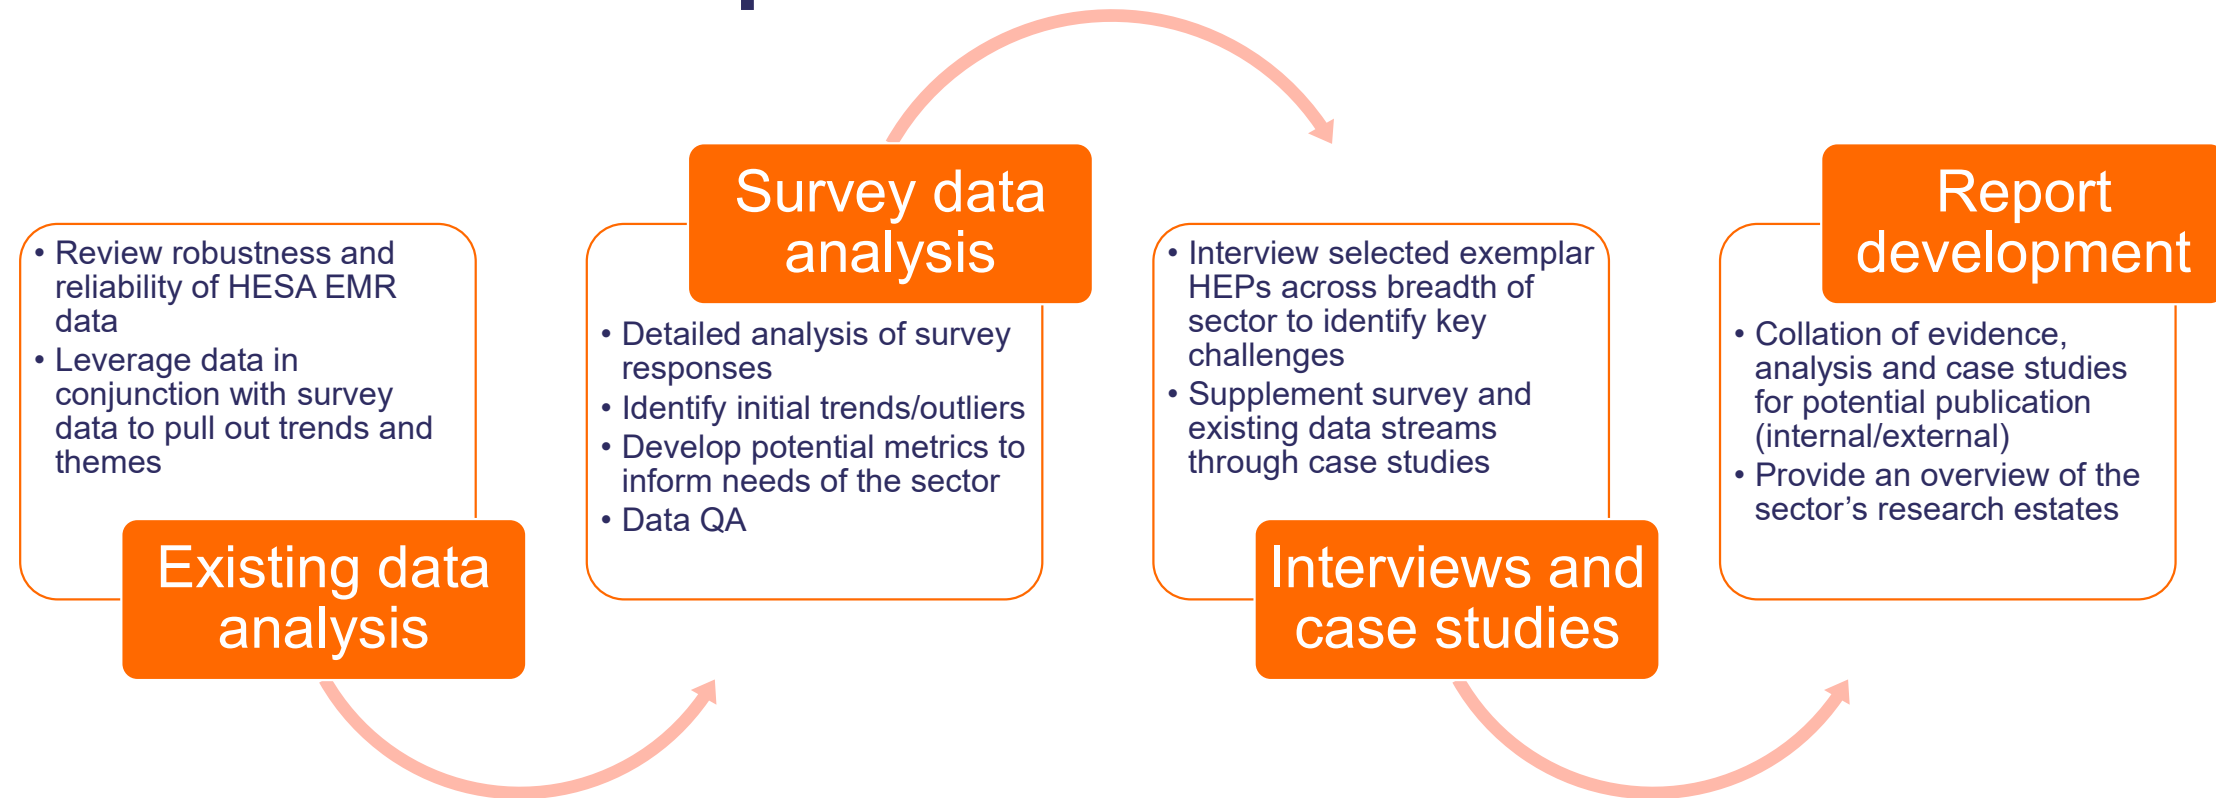 • Review robustness and
reliability of HESA EMR
data
• Leverage data in
conjunction with survey
data to pull out trends and
themes
Existing data
analysis
Survey data
analysis
• Detailed analysis of survey
responses
• Identify initial trends/outliers
• Develop potential metrics to
inform needs of the sector
• Data QA
• Interview selected exemplar
HEPs across breadth of
sector to identify key
challenges
• Supplement survey and
existing data streams
through case studies
Interviews and
case studies
Report
development
• Collation of evidence,
analysis and case studies
for potential publication
(internal/external)
• Provide an overview of the
sector’s research estates